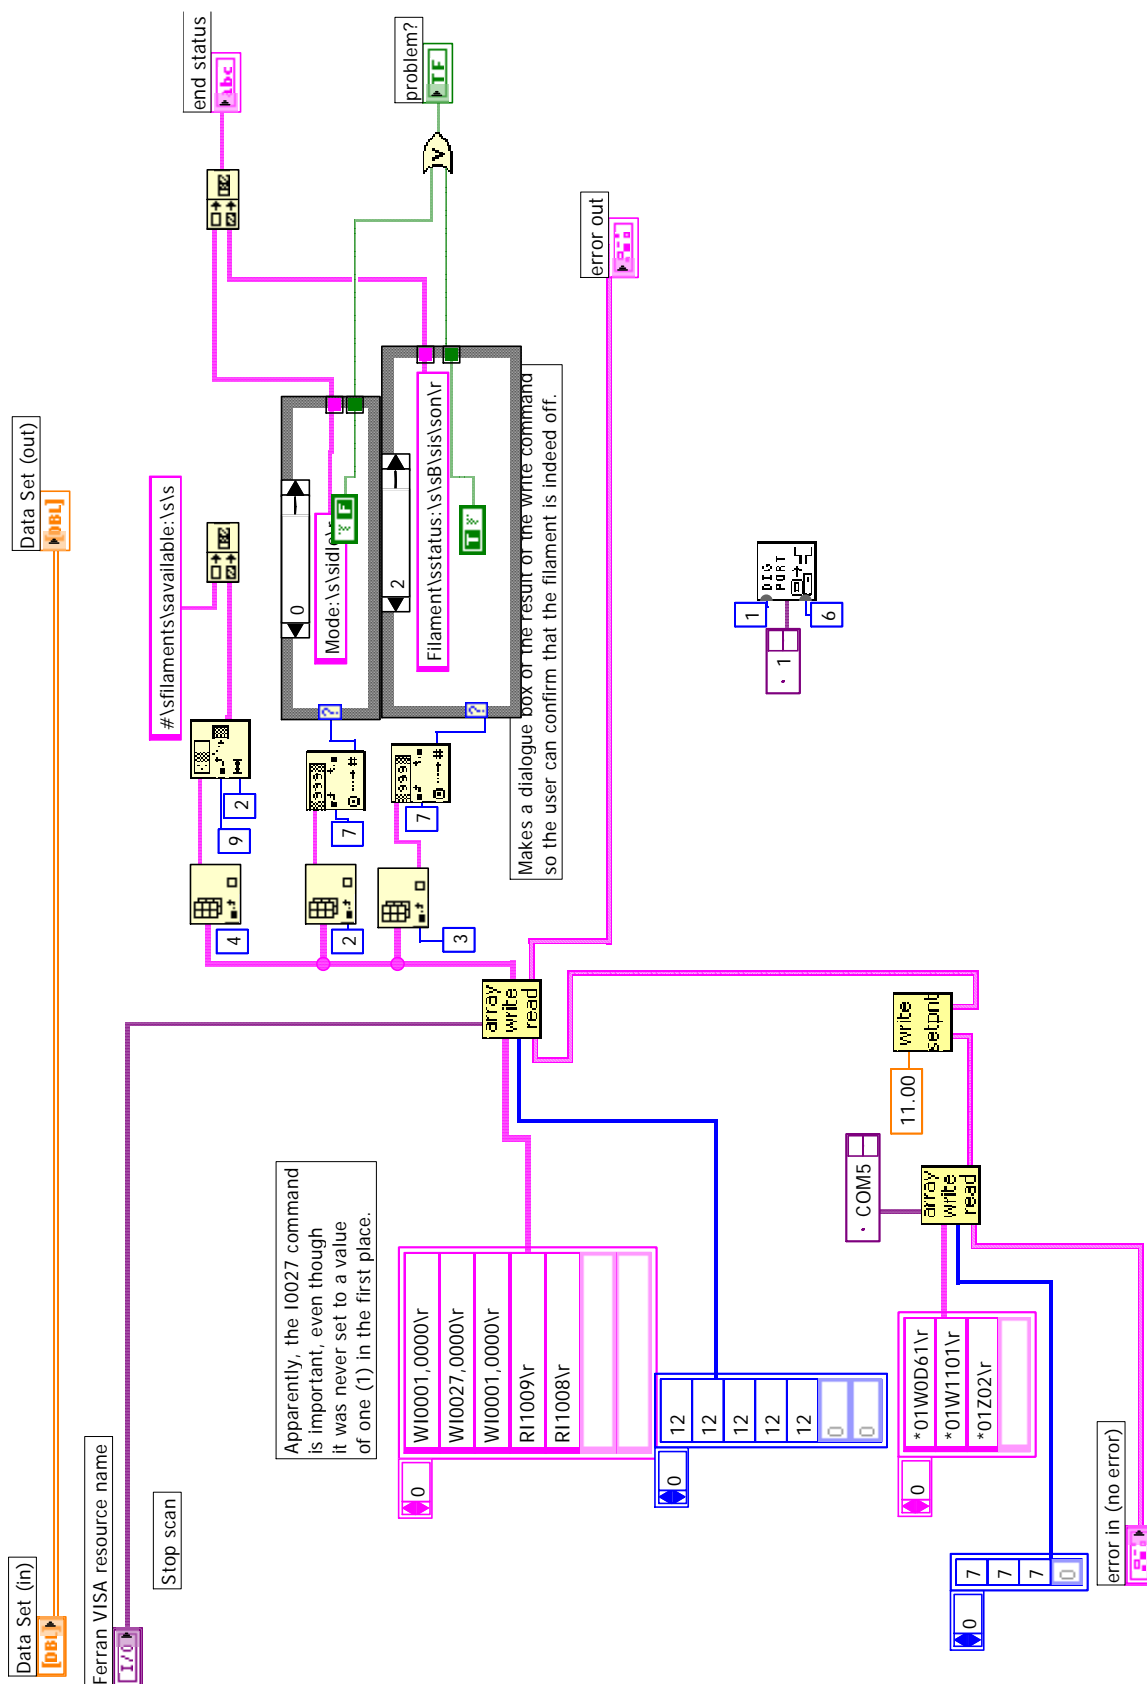 Data Set (in)
[DBL]
Data Set (out)
[DBL]
Ferran VISA resource name
I/O
Stop scan
#\sfilaments\savailable:\s\s
end status
abc
4
9
2
0
Mode:\s\sidle\r
F
2
7
2
Filament\sstatus:\s\sB\sis\son\r
T
3
7
problem?
TF
V
Makes a dialogue box of the result of the write command
so the user can confirm that the filament is indeed off.
error out
array
write
read
Apparently, the I0027 command
is important, even though
it was never set to a value
of one (1) in the first place.
0
WI0001,0000\r
WI0027,0000\r
WI0001,0000\r
RI1009\r
RI1008\r
0
12
12
12
12
12
0
0
1
DIG
PORT
1
6
COM5
array
write
read
11.00
write
setpnt
0
*01W0D61\r
*01W1101\r
*01Z02\r
0
7
7
7
0
error in (no error)